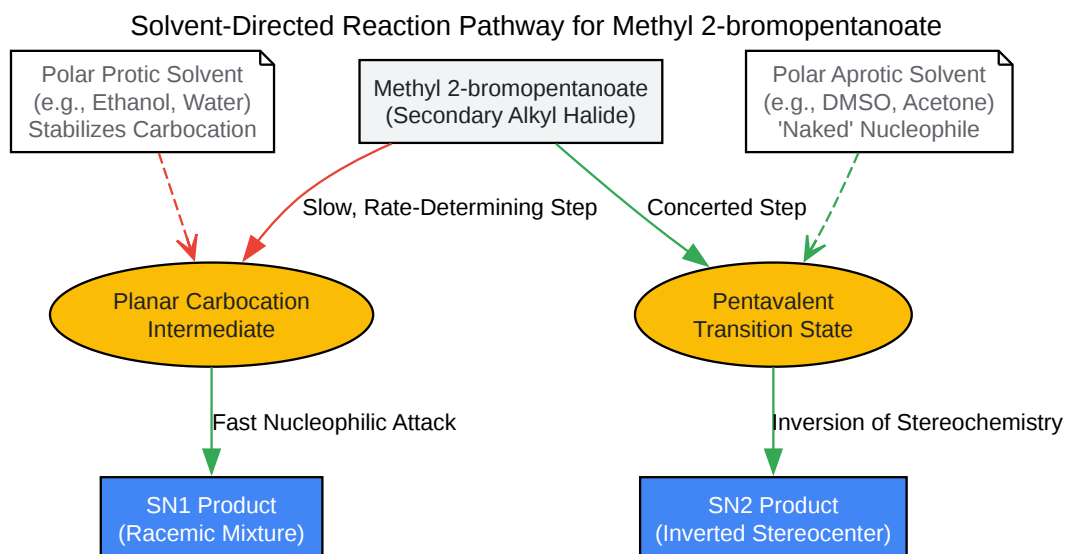 Solvent-Directed Reaction Pathway for Methyl 2-bromopentanoate
Polar Protic Solvent
(e.g., Ethanol, Water)
Stabilizes Carbocation
Methyl 2-bromopentanoate
(Secondary Alkyl Halide)
Polar Aprotic Solvent
(e.g., DMSO, Acetone)
'Naked' Nucleophile
Slow, Rate-Determining Step
Concerted Step
Planar Carbocation
Intermediate
Pentavalent
Transition State
Fast Nucleophilic Attack
Inversion of Stereochemistry
SN1 Product
(Racemic Mixture)
SN2 Product
(Inverted Stereocenter)